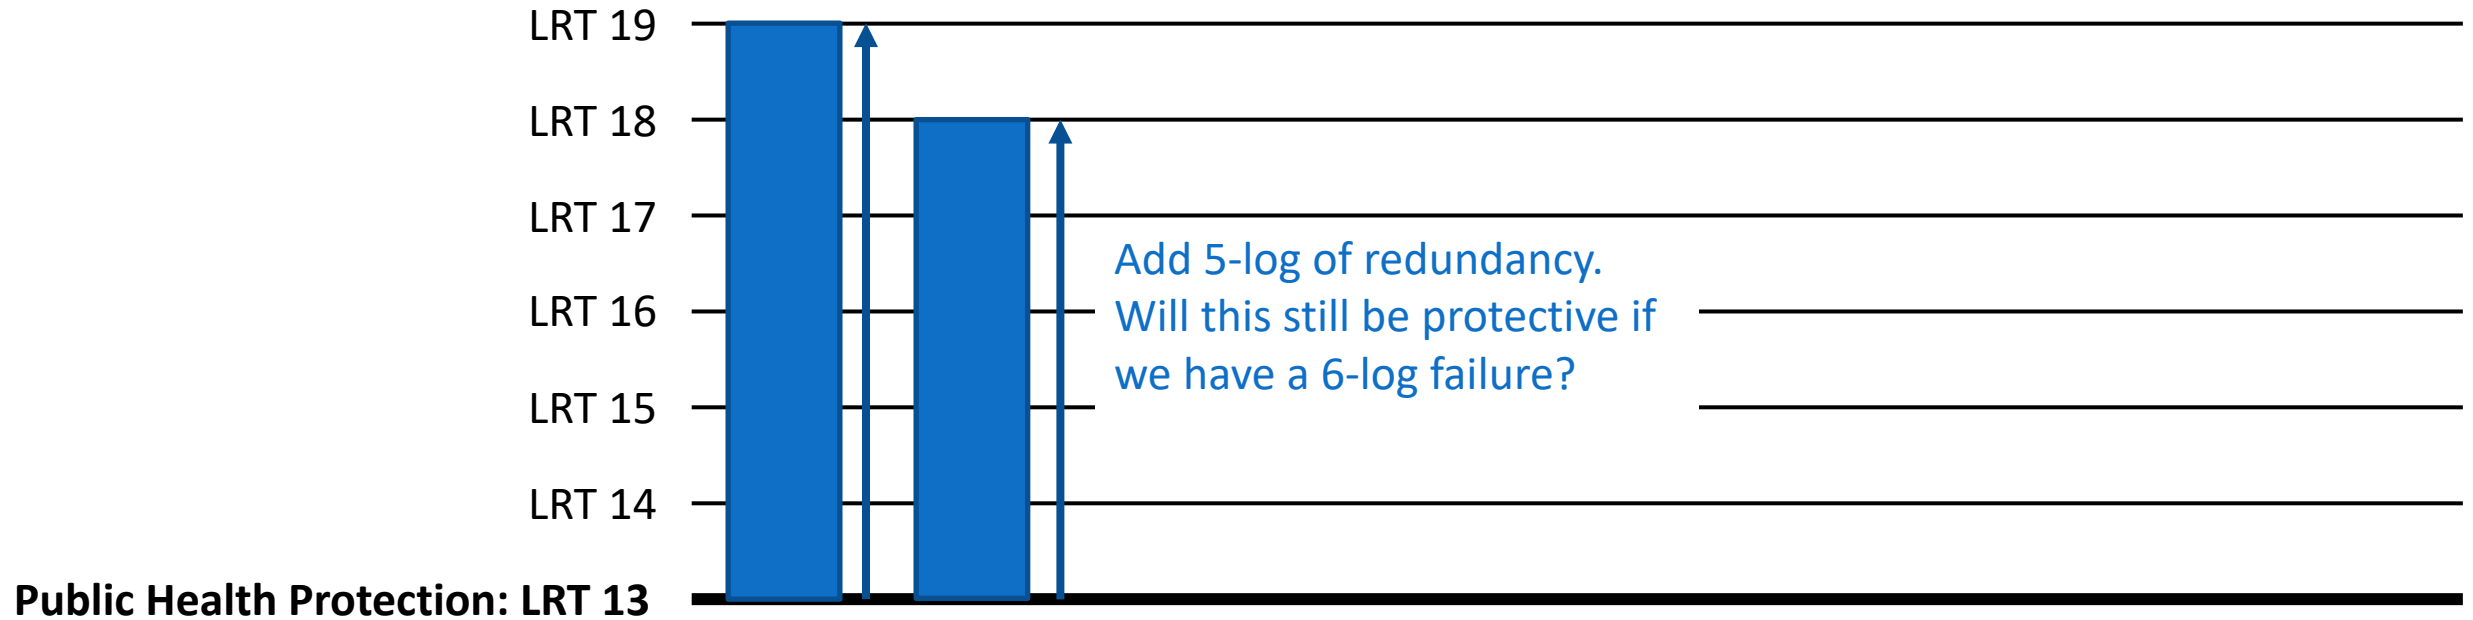 LRT 19
LRT 18
LRT 17
Add 5-log of redundancy.
LRT 16
Will this still be protective if
we have a 6-log failure?
LRT 15
LRT 14
Public Health Protection: LRT 13